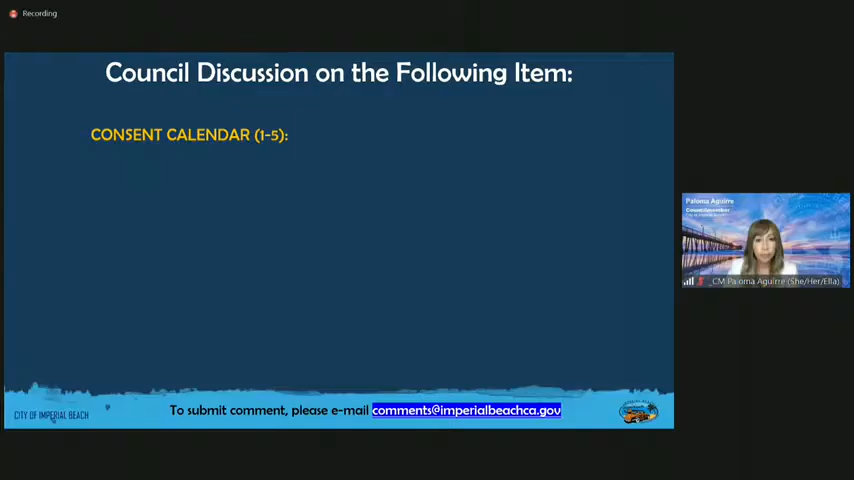 Recording
Council Discussion on the Following Item:
CONSENT CALENDAR (1-5):
Paloma Aguirre
Councilmember
_CM Paloma Aguirre (She/Her/Ella)
CITY OF IMPERIAL BEACH
To submit comment, please e-mail comments@imperialbeachca.gov